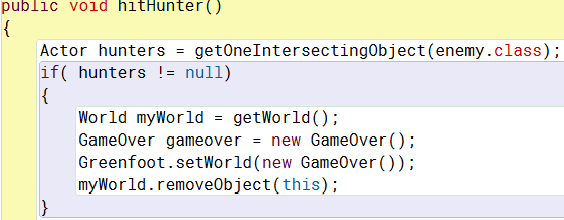 public void hitHunter()
{
Actor hunters = getOneIntersectingObject(enemy.class);
if( hunters != null)
{
World myWorld = getWorld();
GameOver gameover = new GameOver();
Greenfoot.setWorld(new GameOver());
myWorld.removeObject(this);
}